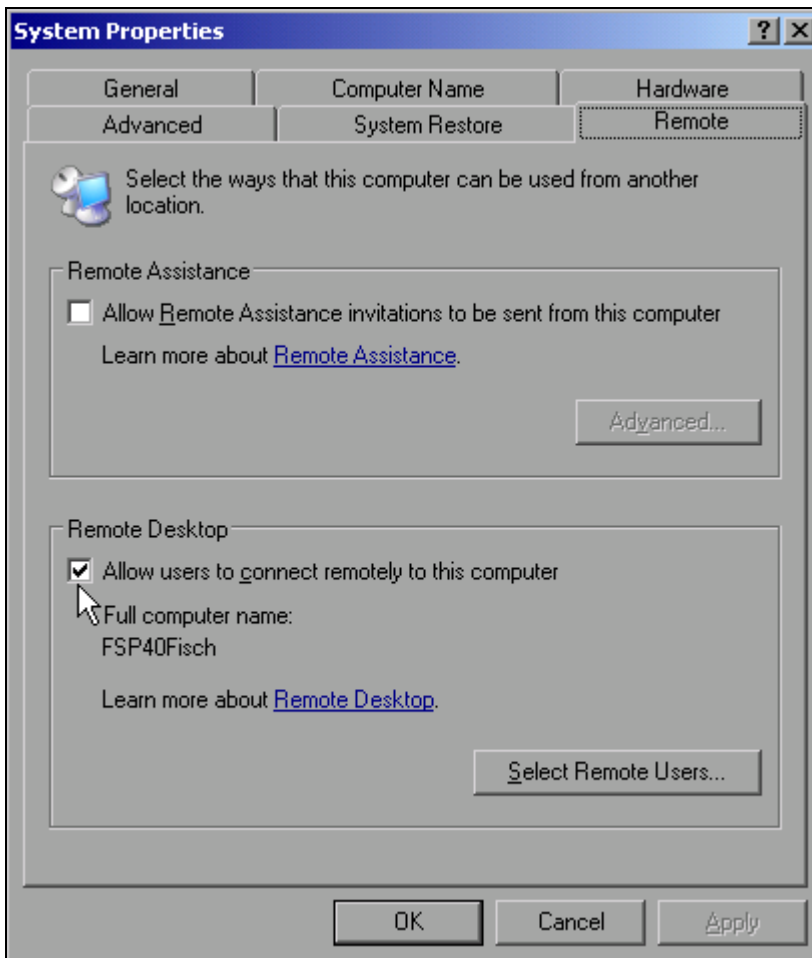 System Properties
General
Computer Name
Hardware
Advanced
System Restore
Remote
Select the ways that this computer can be used from another
location.
Remote Assistance
Allow Remote Assistance invitations to be sent from this computer
Learn more about Remote Assistance.
Advanced...
Remote Desktop
Allow users to connect remotely to this computer
Full computer name:
FSP40Fisch
Learn more about Remote Desktop.
Select Remote Users...
OK
Cancel
Apply